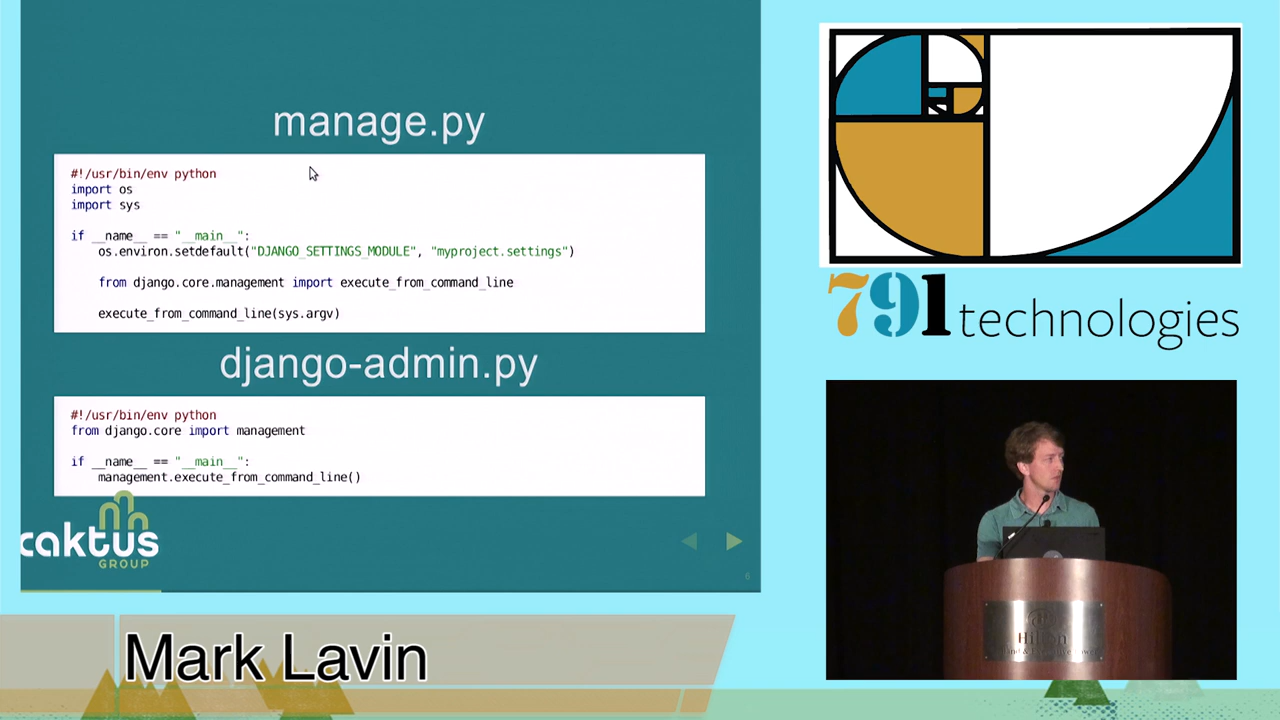 manage.py
#!/usr/bin/env python
import os
import sys
if __name__ == "__main__":
    os.environ.setdefault("DJANGO_SETTINGS_MODULE", "myproject.settings")
    from django.core.management import execute_from_command_line
    execute_from_command_line(sys.argv)
django-admin.py
#!/usr/bin/env python
from django.core import management
if __name__ == "__main__":
    management.execute_from_command_line()
caktus
GROUP
6
791 technologies
Hilton
Mark Lavin